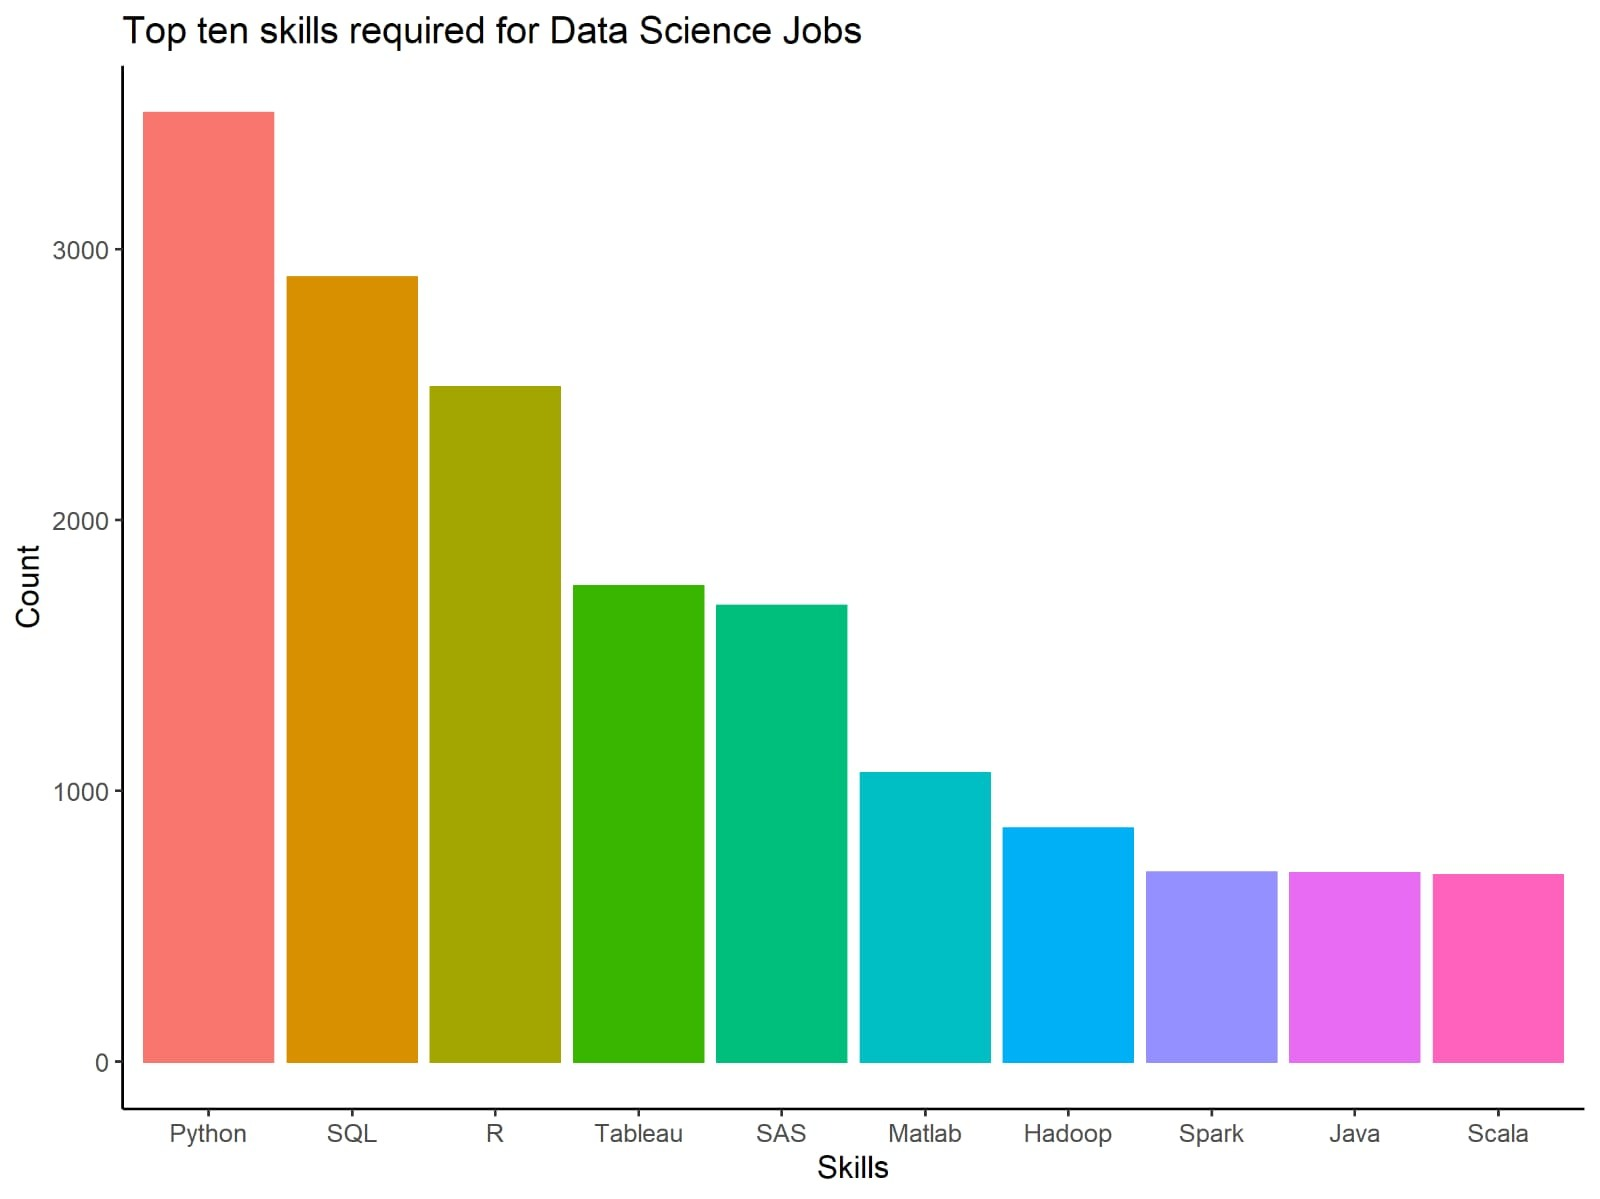 Top ten skills required for Data Science Jobs
3000
2000
1000
0
Count
Python SQL R Tableau SAS Matlab Hadoop Spark Java Scala
Skills